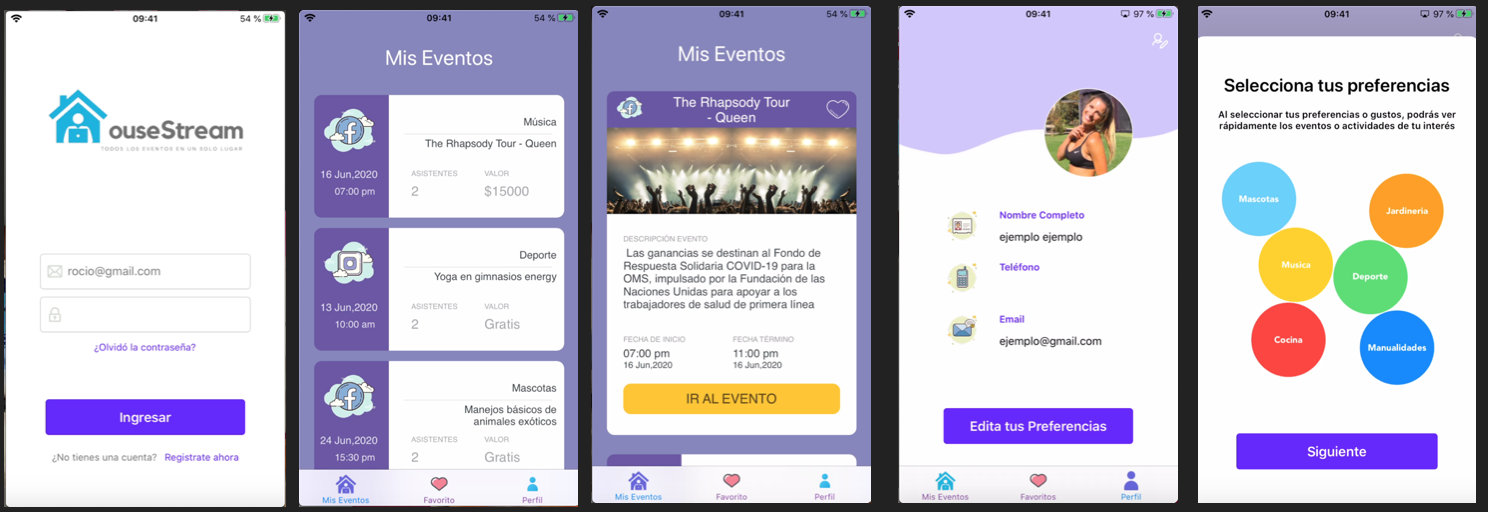 09:41
54 %
ouseStream
TODOS LOS EVENTOS EN UN SOLO LUGAR
rocio@gmail.com
¿Olvidó la contraseña?
Ingresar
¿No tienes una cuenta? Registrate ahora
09:41
54 %
Mis Eventos
Música
The Rhapsody Tour - Queen
16 Jun,2020
07:00 pm
ASISTENTES
VALOR
2
$15000
Deporte
Yoga en gimnasios energy
13 Jun,2020
10:00 am
ASISTENTES
VALOR
2
Gratis
Mascotas
Manejos básicos de
animales exóticos
24 Jun,2020
15:30 pm
ASISTENTES
VALOR
2
Gratis
Mis Eventos
Favorito
Perfil
09:41
54 %
Mis Eventos
The Rhapsody Tour
- Queen
DESCRIPCIÓN EVENTO
Las ganancias se destinan al Fondo de
Respuesta Solidaria COVID-19 para la
OMS, impulsado por la Fundación de las
Naciones Unidas para apoyar a los
trabajadores de salud de primera línea
FECHA DE INICIO
FECHA TÉRMINO
07:00 pm
11:00 pm
16 Jun,2020
16 Jun,2020
IR AL EVENTO
Mis Eventos
Favorito
Perfil
09:41
97 %
Nombre Completo
ejemplo ejemplo
Teléfono
Email
ejemplo@gmail.com
Edita tus Preferencias
Mis Eventos
Favoritos
Perfil
09:41
97 %
Selecciona tus preferencias
Al seleccionar tus preferencias o gustos, podrás ver
rápidamente los eventos o actividades de tu interés
Mascotas
Jardineria
Musica
Deporte
Cocina
Manualidades
Siguiente